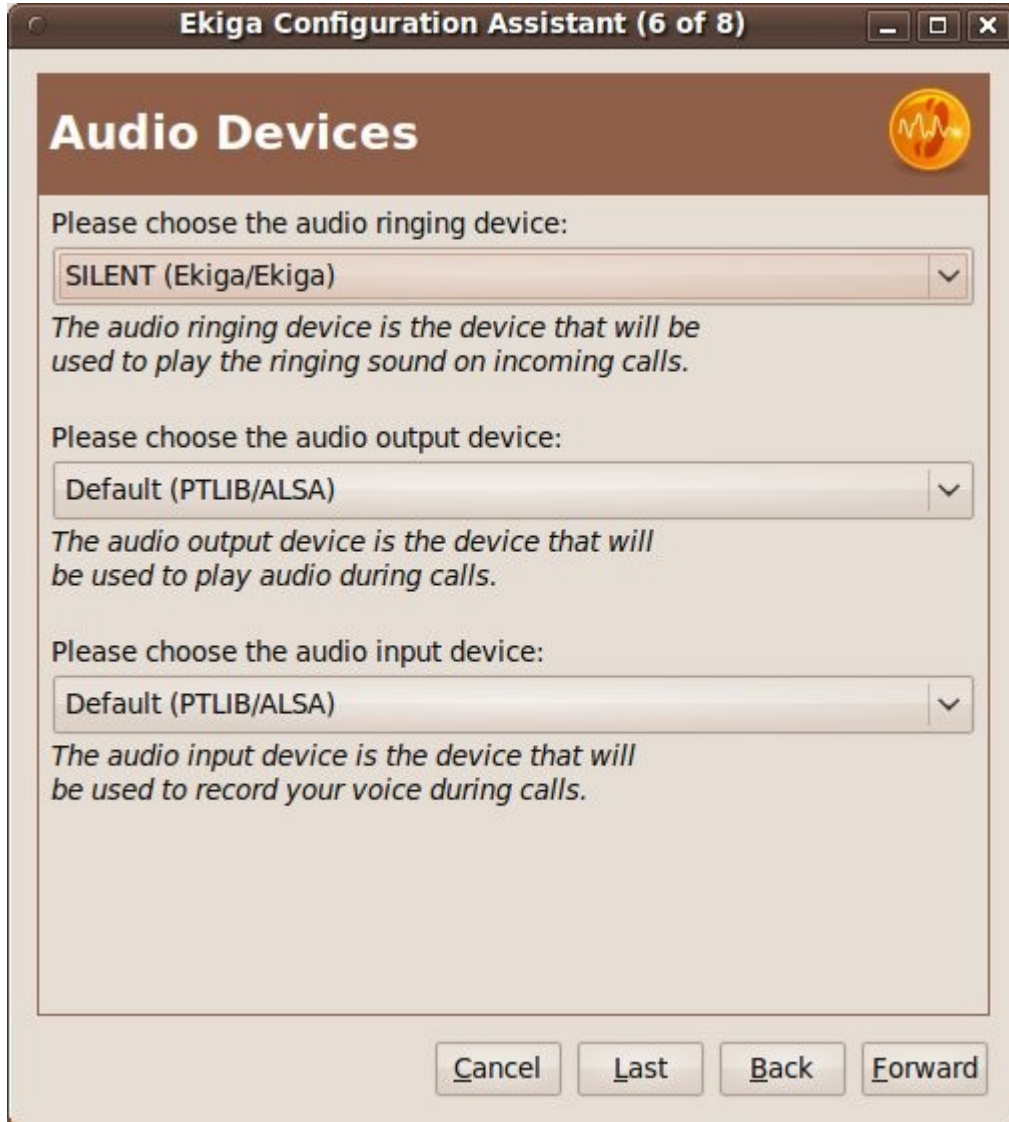 Ekiga Configuration Assistant (6 of 8)
Audio Devices
Please choose the audio ringing device:
SILENT (Ekiga/Ekiga)
The audio ringing device is the device that will be
used to play the ringing sound on incoming calls.
Please choose the audio output device:
Default (PTLIB/ALSA)
The audio output device is the device that will
be used to play audio during calls.
Please choose the audio input device:
Default (PTLIB/ALSA)
The audio input device is the device that will
be used to record your voice during calls.
Cancel Last Back Forward